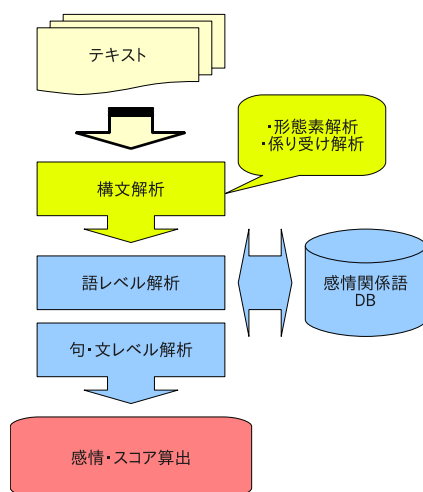 テキスト
・形態素解析
・係り受け解析
構文解析
語レベル解析
感情関係語
DB
句・文レベル解析
感情・スコア算出